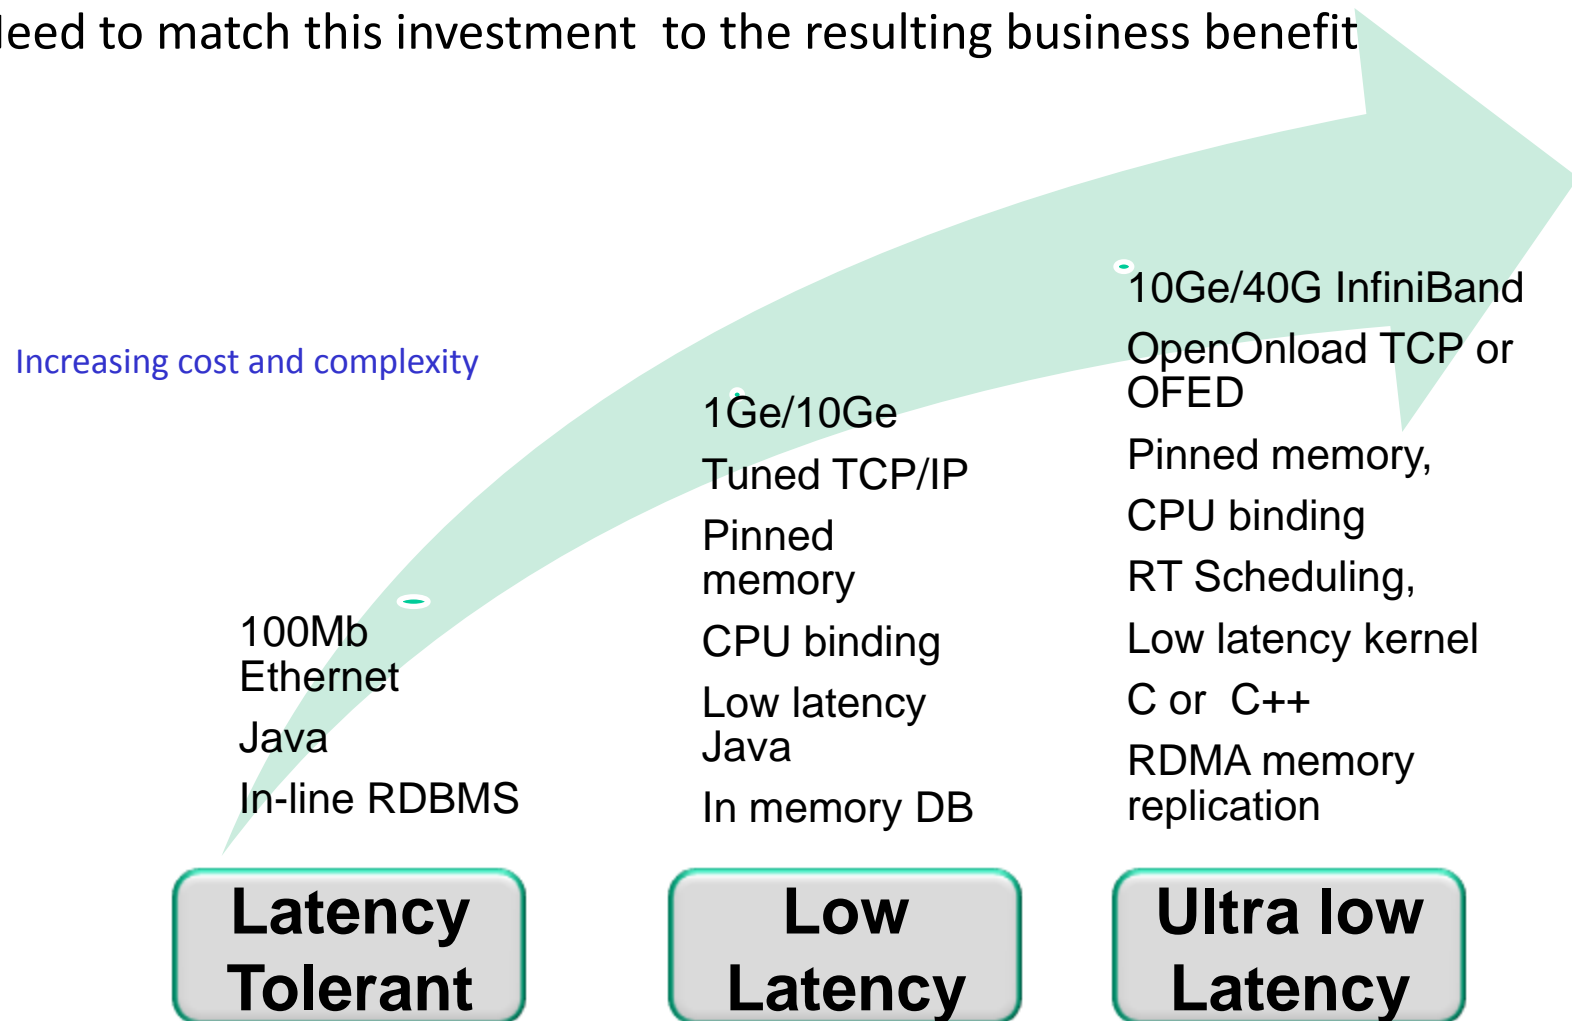 Need to match this investment  to the resulting business benefit
Increasing cost and complexity
100Mb
Ethernet
Java
In-line RDBMS
1Ge/10Ge
Tuned TCP/IP
Pinned
memory
CPU binding
Low latency
Java
In memory DB
10Ge/40G InfiniBand
OpenOnload TCP or
OFED
Pinned memory,
CPU binding
RT Scheduling,
Low latency kernel
C or  C++
RDMA memory
replication
Latency
Tolerant
Low
Latency
Ultra low
Latency